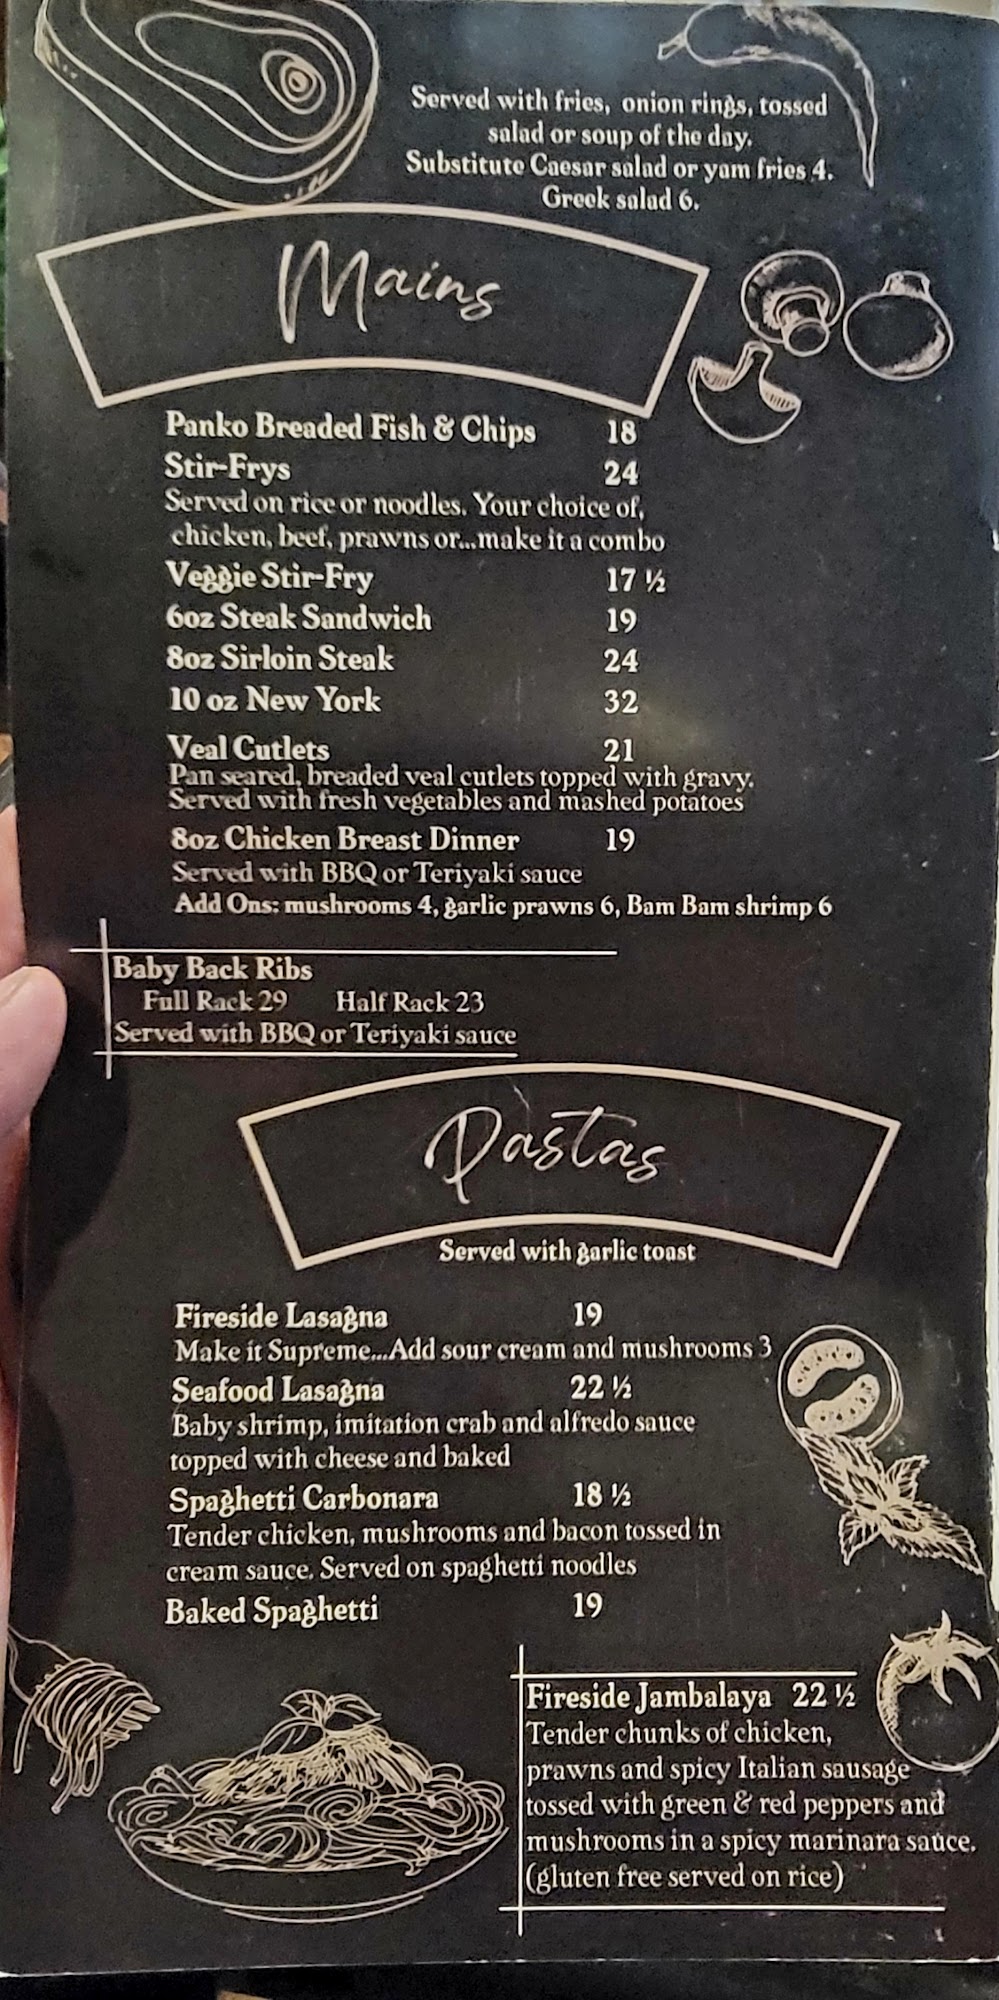 Served with fries, onion rings, tossed
salad or soup of the day.
Substitute Caesar salad or yam fries 4.
Greek salad 6.
Mains
Panko Breaded Fish & Chips 18
Stir-Frys 24
Served on rice or noodles. Your choice of,
chicken, beef, prawns or...make it a combo
Veggie Stir-Fry 17 ½
6oz Steak Sandwich 19
8oz Sirloin Steak 24
10 oz New York 32
Veal Cutlets 21
Pan seared, breaded veal cutlets topped with gravy.
Served with fresh vegetables and mashed potatoes
8oz Chicken Breast Dinner 19
Served with BBQ or Teriyaki sauce
Add Ons: mushrooms 4, garlic prawns 6, Bam Bam shrimp 6
Baby Back Ribs
Full Rack 29 Half Rack 23
Served with BBQ or Teriyaki sauce
Pastas
Served with garlic toast
Fireside Lasagna 19
Make it Supreme...Add sour cream and mushrooms 3
Seafood Lasagna 22 ½
Baby shrimp, imitation crab and alfredo sauce
topped with cheese and baked
Spaghetti Carbonara 18 ½
Tender chicken, mushrooms and bacon tossed in
cream sauce. Served on spaghetti noodles
Baked Spaghetti 19
Fireside Jambalaya 22 ½
Tender chunks of chicken,
prawns and spicy Italian sausage
tossed with green & red peppers and
mushrooms in a spicy marinara sauce.
(gluten free served on rice)